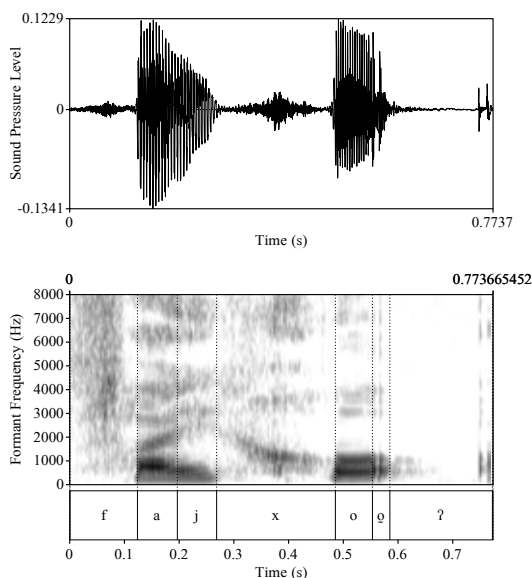 0.1229
0
-0.1341
Sound Pressure Level
0 0.7737
Time (s)
0 0.773665452
8000
7000
6000
5000
4000
3000
2000
1000
0
Formant Frequency (Hz)
f a j x o o̰ ʔ
0 0.1 0.2 0.3 0.4 0.5 0.6 0.7
Time (s)